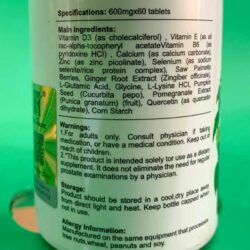 Specifications: 600mgx60 tablets
Main Ingredients:
Vitamin D3 (as cholecalciferol) , Vitamin E (as all
rac-alpha-tocopheryl acetateVitamin B6 (as
pyridoxine HCl) , Calcium (as calcium carbonate),
Zinc (as zinc picolinate), Selenium (as sodium
selenite/rice protein complex), Saw Palmetto
Berries, Ginger Root Extract (Zingiber officinale),
L-Glutamic Acid, Glycine, L-Lysine HCl, Pumpkin
Seed (Cucurbita pepo), Pomegranate Extract
(Punica granatum) (fruit), Quercetin (as quercetin
dihydrate), Corn Starch
Warnings:
1.For adults only. Consult physician if taking
medication, or have a medical condition. Keep out of
reach of children.
2."This product is intended solely for use as a dietary
supplement. It does not eliminate the need for regular
prostate examinations by a physician.
Storage:
Product should be stored in a cool,dry place away
from direct light and heat. Keep bottle capped when
not in use.
Allergy Information:
Manufactured on the same equipment that processes
tree nuts,wheat, peanuts and soy.